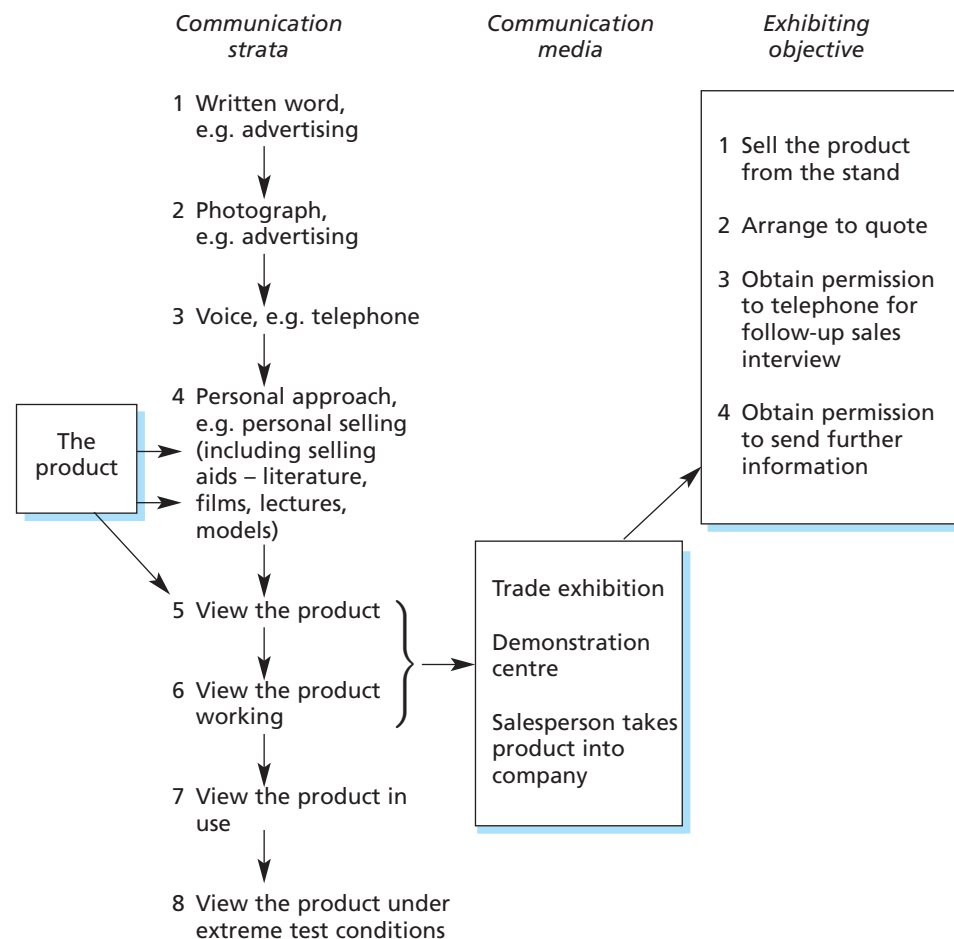 Communication
strata
Communication
media
Exhibiting
objective
1 Written word,
e.g. advertising
2 Photograph,
e.g. advertising
3 Voice, e.g. telephone
4 Personal approach,
e.g. personal selling
(including selling
aids – literature,
films, lectures,
models)
The
product
5 View the product
6 View the product
working
7 View the product in
use
8 View the product under
extreme test conditions
Trade exhibition
Demonstration
centre
Salesperson takes
product into
company
1 Sell the product
from the stand
2 Arrange to quote
3 Obtain permission
to telephone for
follow-up sales
interview
4 Obtain permission
to send further
information